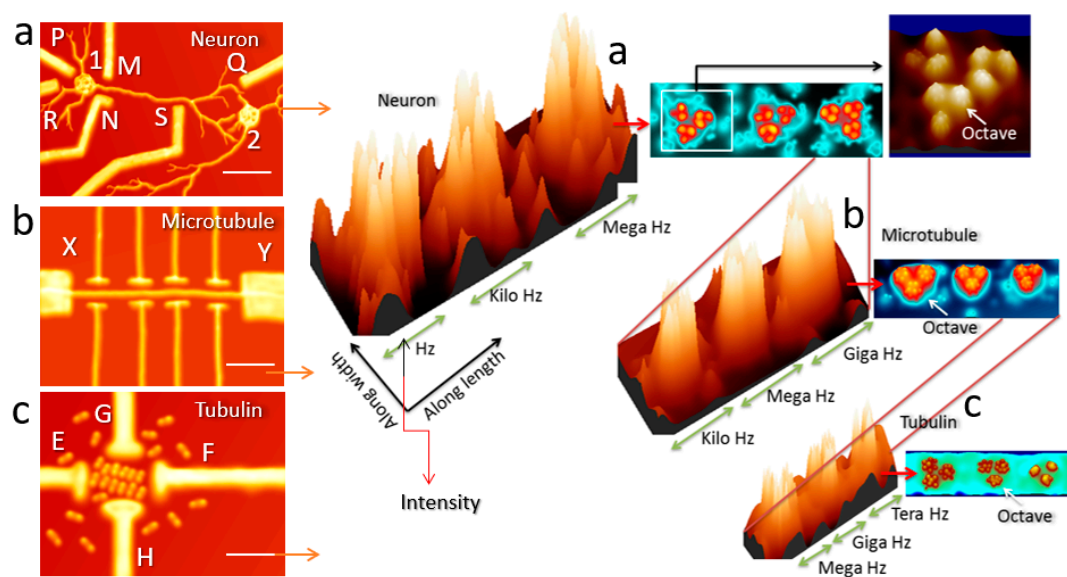 a
P
1
M
Neuron
Q
R
N
S
2
b
Microtubule
X
Y
c
Tubulin
G
E
F
H
Neuron
a
Octave
Mega Hz
Kilo Hz
Hz
Along width
Along length
Intensity
b
Microtubule
Octave
Giga Hz
Mega Hz
Kilo Hz
c
Tubulin
Octave
Tera Hz
Giga Hz
Mega Hz